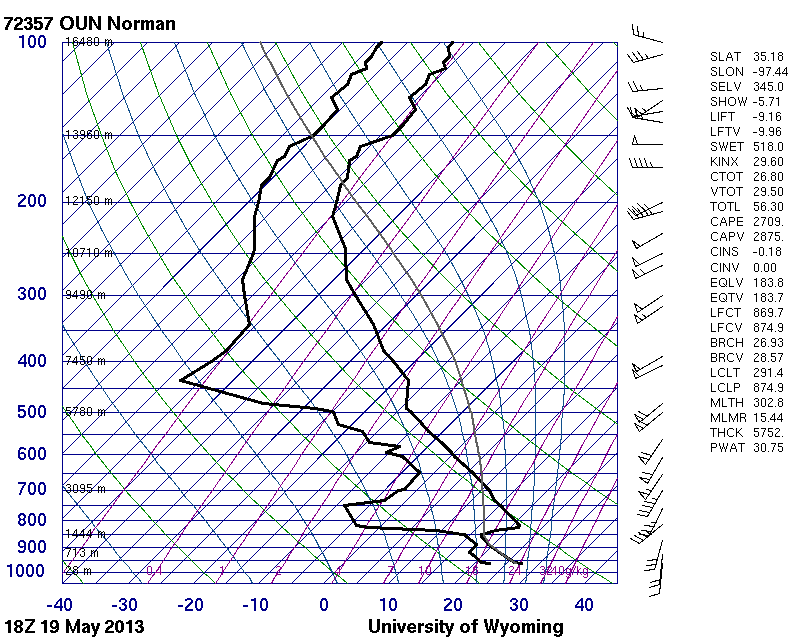 72357 OUN Norman
100 16480 m
SLAT 35.18
SLON -97.44
SELV 345.0
SHOW -5.71
LIFT -9.16
LFTV -9.96
SWET 518.0
KINX 29.60
CTOT 26.80
VTOT 29.50
TOTL 56.30
CAPE 2709.
CAPV 2875.
CINS -0.18
CINV 0.00
EQLV 183.8
EQTV 183.7
LFCT 869.7
LFCV 874.9
BRCH 26.93
BRCV 28.57
LCLT 291.4
LCLP 874.9
MLTH 302.8
MLMR 15.44
THCK 5752.
PWAT 30.75
13960 m
200 12150 m
10710 m
300 9490 m
400 7450 m
500 5780 m
600
700 3095 m
800
1444 m
900 713 m
1000 28 m 0.4 1 2 4 7 10 16 24 32 40g/kg
-40 -30 -20 -10 0 10 20 30 40
18Z 19 May 2013 University of Wyoming